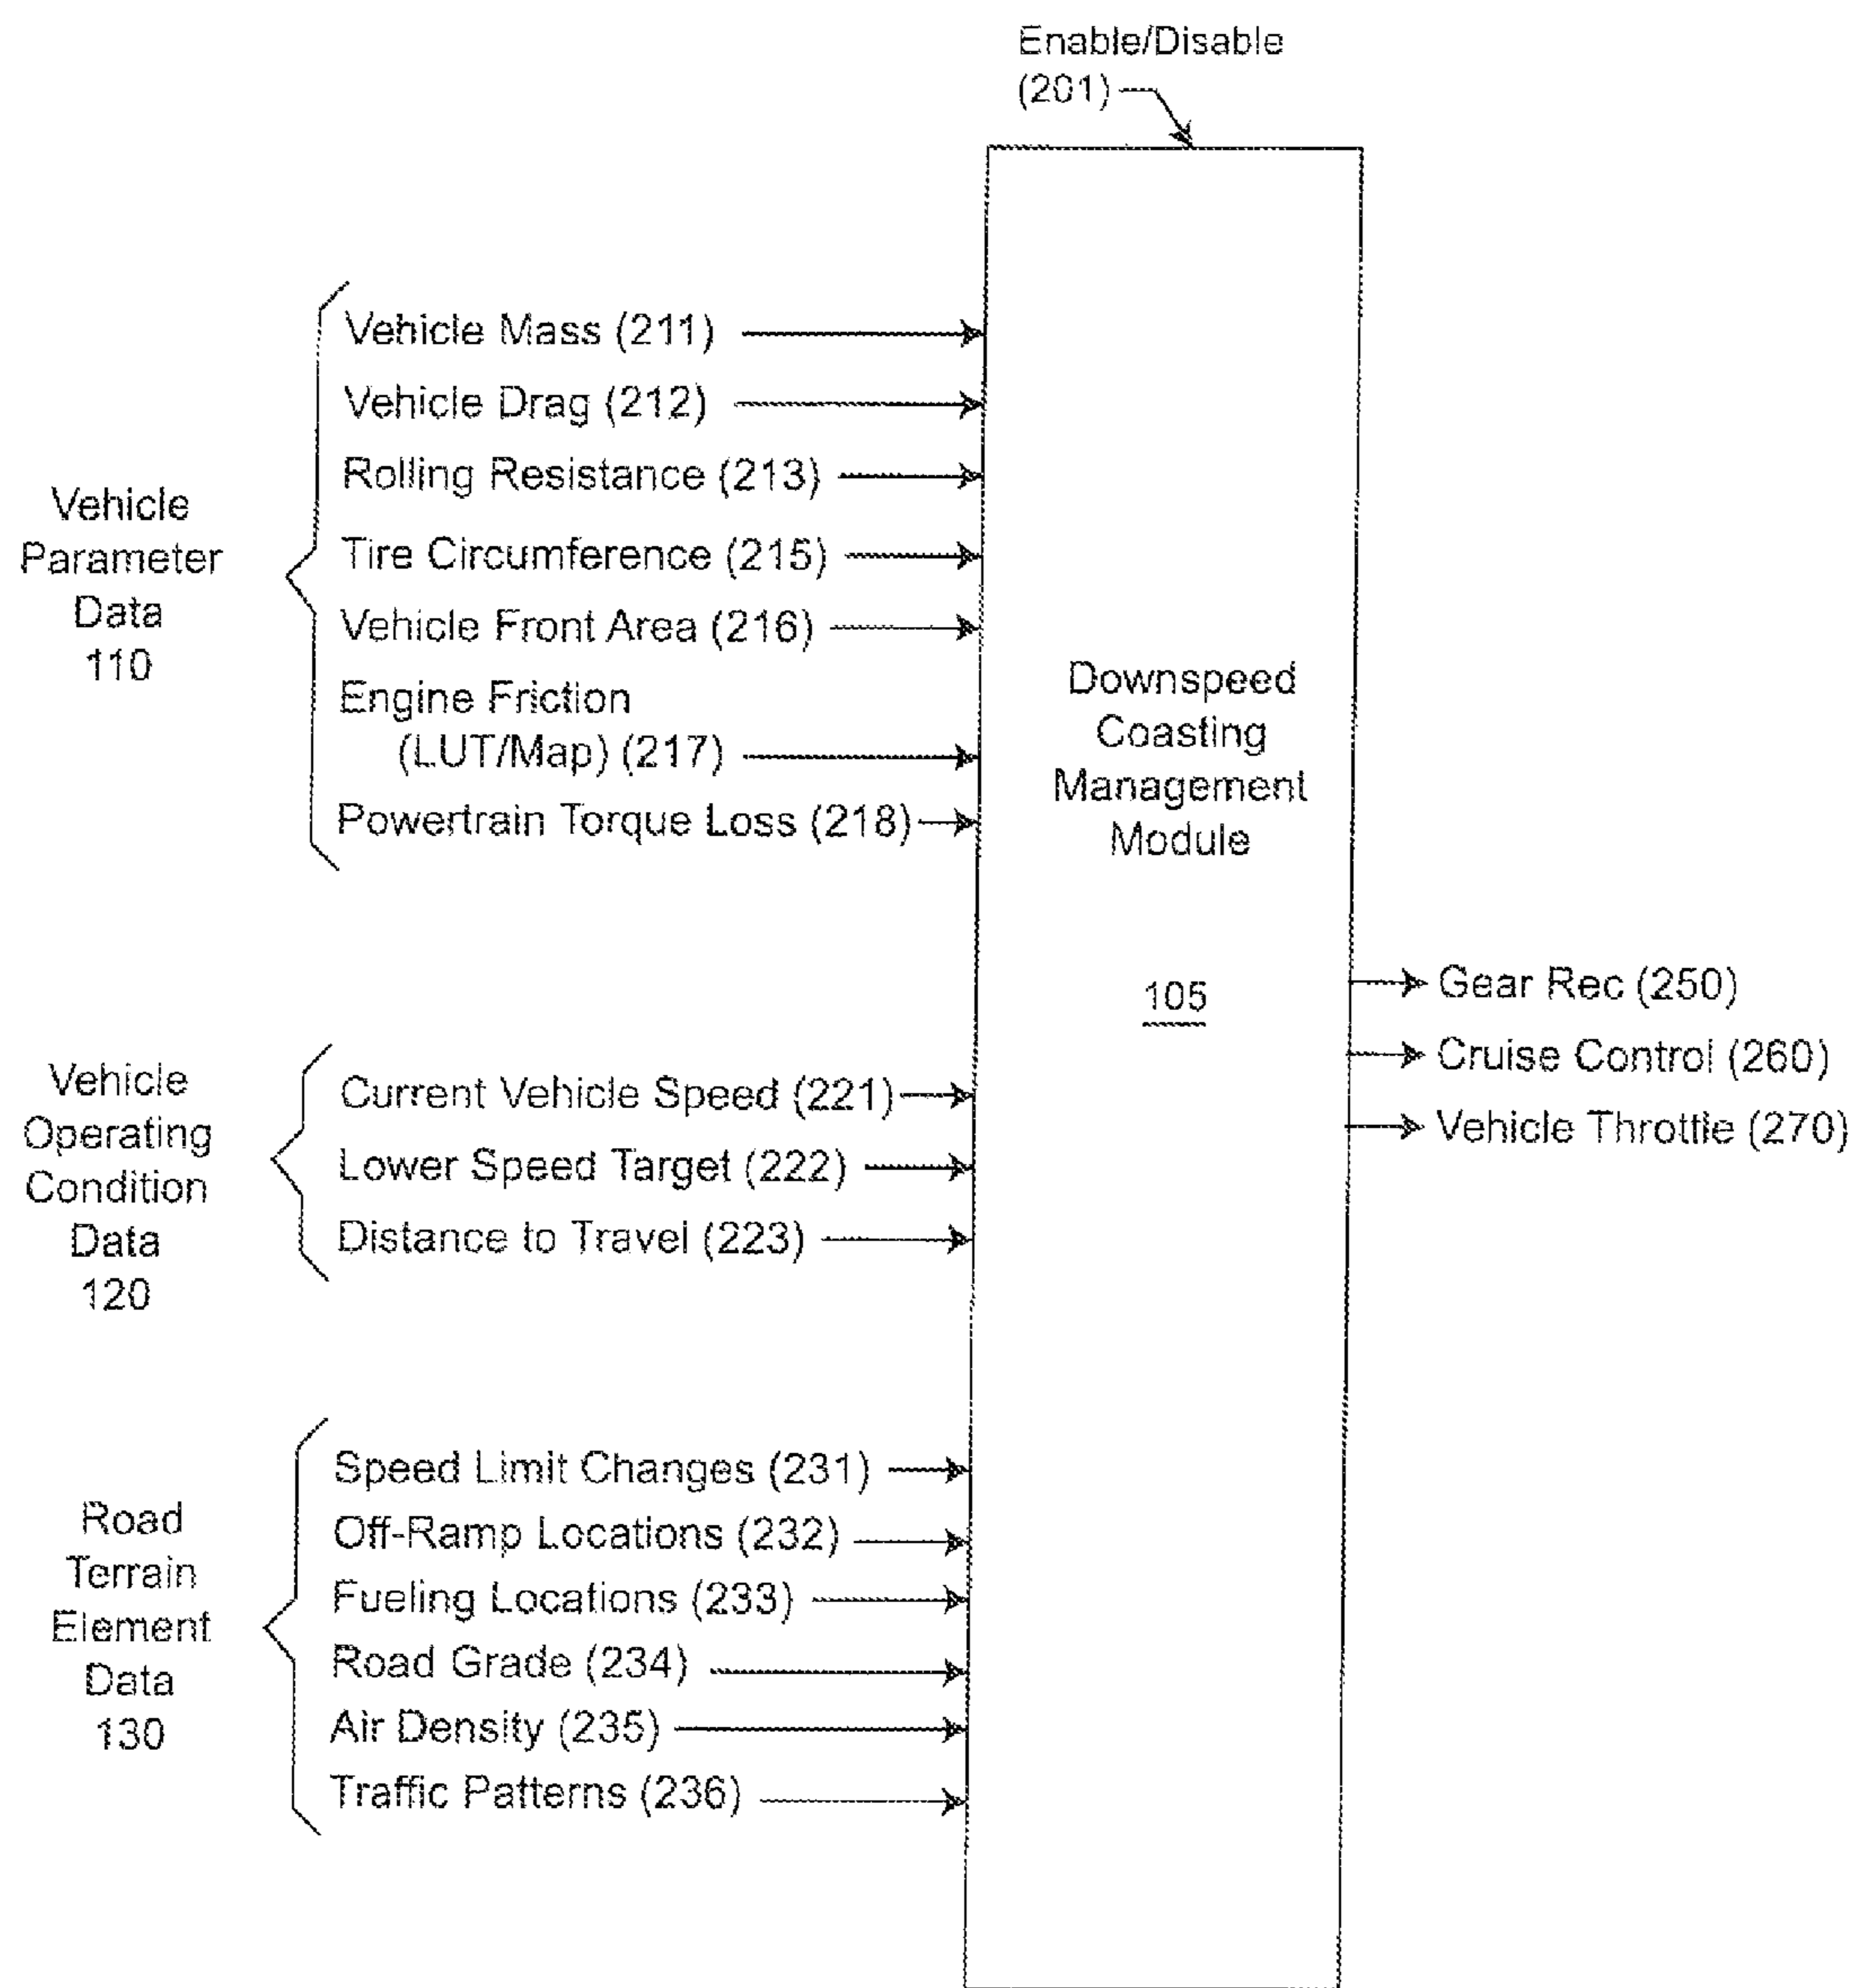 Enable/Disable
(201)
Vehicle
Parameter
Data
110
Vehicle Mass (211)
Vehicle Drag (212)
Rolling Resistance (213)
Tire Circumference (215)
Vehicle Front Area (216)
Engine Friction
(LUT/Map) (217)
Powertrain Torque Loss (218)
Downspeed
Coasting
Management
Module
105
Gear Rec (250)
Cruise Control (260)
Vehicle Throttle (270)
Vehicle
Operating
Condition
Data
120
Current Vehicle Speed (221)
Lower Speed Target (222)
Distance to Travel (223)
Road
Terrain
Element
Data
130
Speed Limit Changes (231)
Off-Ramp Locations (232)
Fueling Locations (233)
Road Grade (234)
Air Density (235)
Traffic Patterns (236)